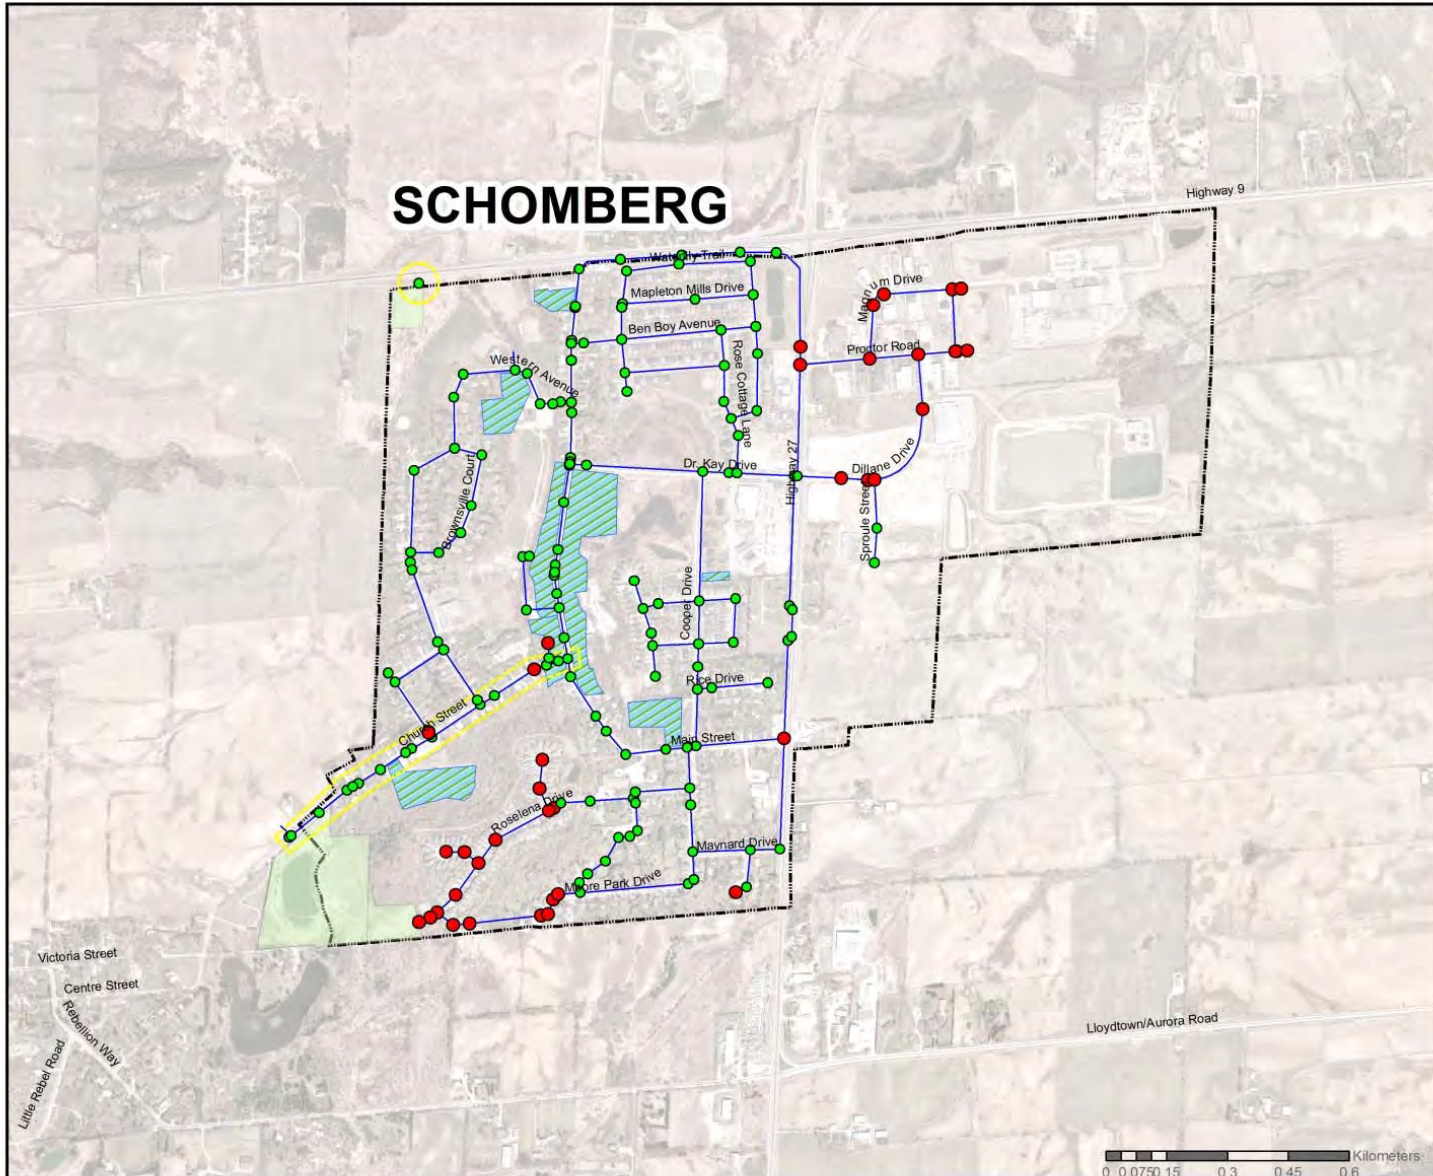 Highway 9
SCHOMBERG
Waterlily Trail
Magnum Drive
Mapleton Mills Drive
Ben Boy Avenue
Proctor Road
Western Avenue
Rose Cottage Lane
Highway 27
Dr. Kay Drive
Dillane Drive
Brownsville Court
Sproule Street
Cooper Drive
Rice Drive
Church Street
Main Street
Roselena Drive
Maynard Drive
Moore Park Drive
Victoria Street
Centre Street
Rebellion Way
Little Rebel Road
Lloydtown/Aurora Road
Kilometers
0 0.075 0.15 0.3 0.45 0.6